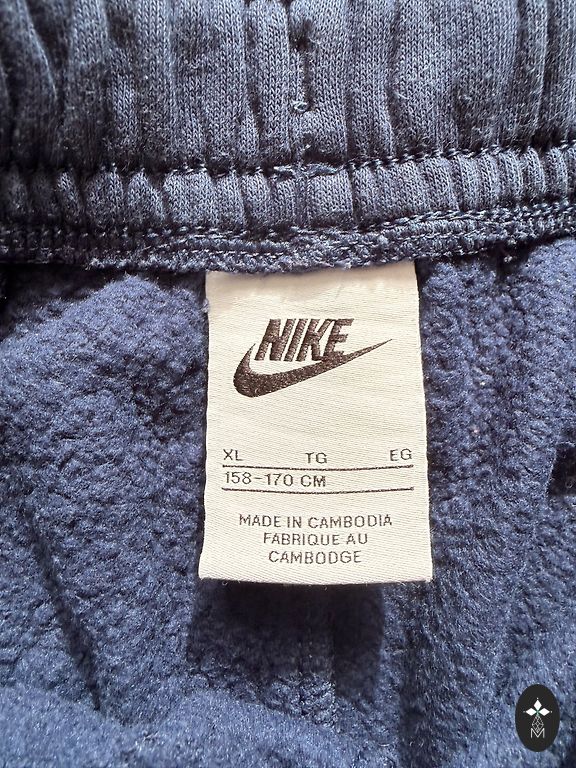 NIKE
XL TG EG
158-170 CM
MADE IN CAMBODIA
FABRIQUE AU
CAMBODGE
M